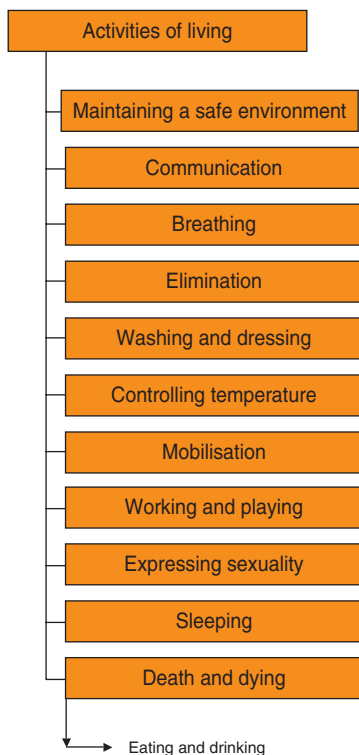 Activities of living
Maintaining a safe environment
Communication
Breathing
Elimination
Washing and dressing
Controlling temperature
Mobilisation
Working and playing
Expressing sexuality
Sleeping
Death and dying
Eating and drinking